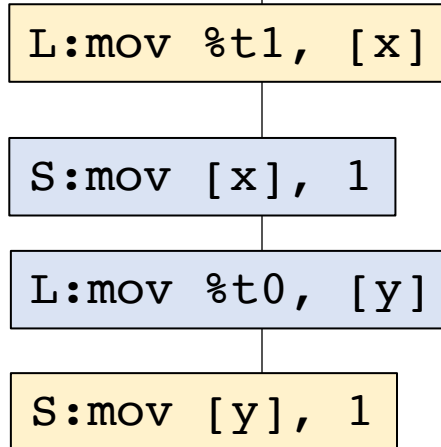 L:mov %t1, [x]
S:mov [x], 1
L:mov %t0, [y]
S:mov [y], 1